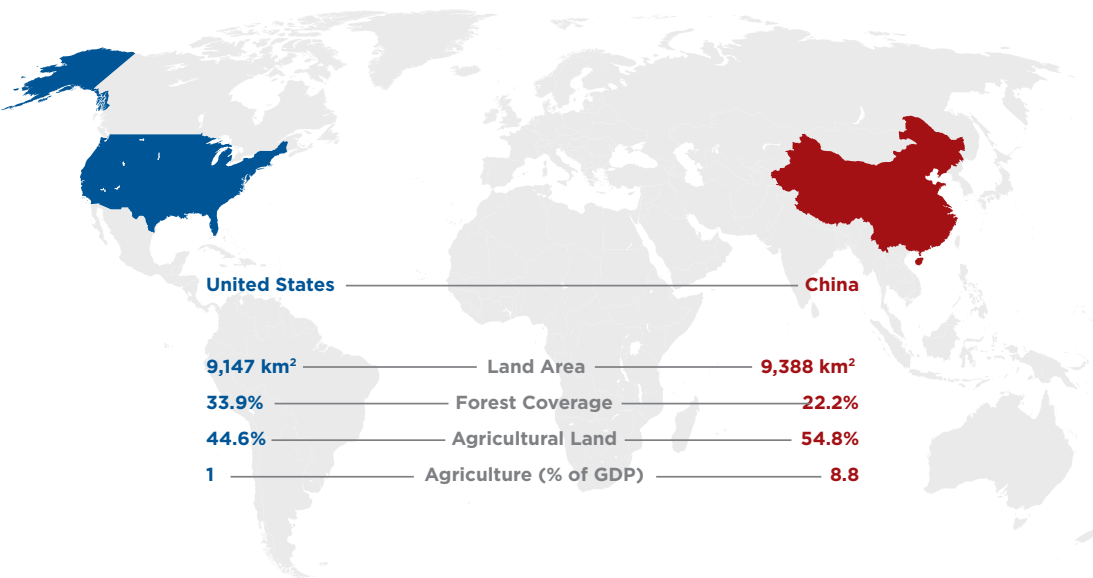 United States China
9,147 km² Land Area 9,388 km²
33.9% Forest Coverage 22.2%
44.6% Agricultural Land 54.8%
1 Agriculture (% of GDP) 8.8